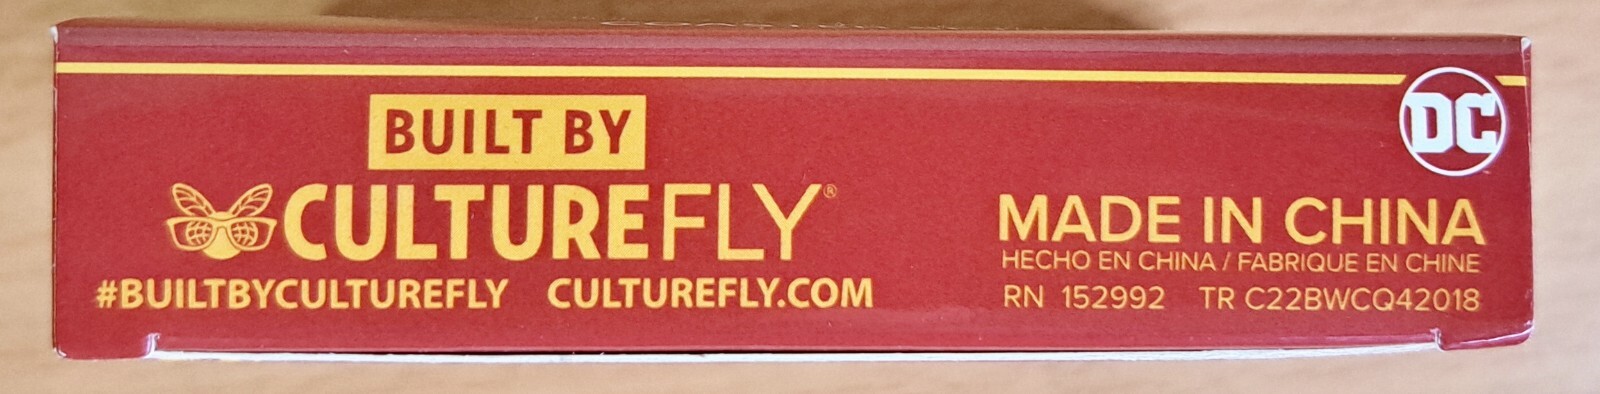 BUILT BY
CULTUREFLY®
#BUILTBYCULTUREFLY CULTUREFLY.COM
DC
MADE IN CHINA
HECHO EN CHINA / FABRIQUE EN CHINE
RN 152992 TR C22BWCQ42018